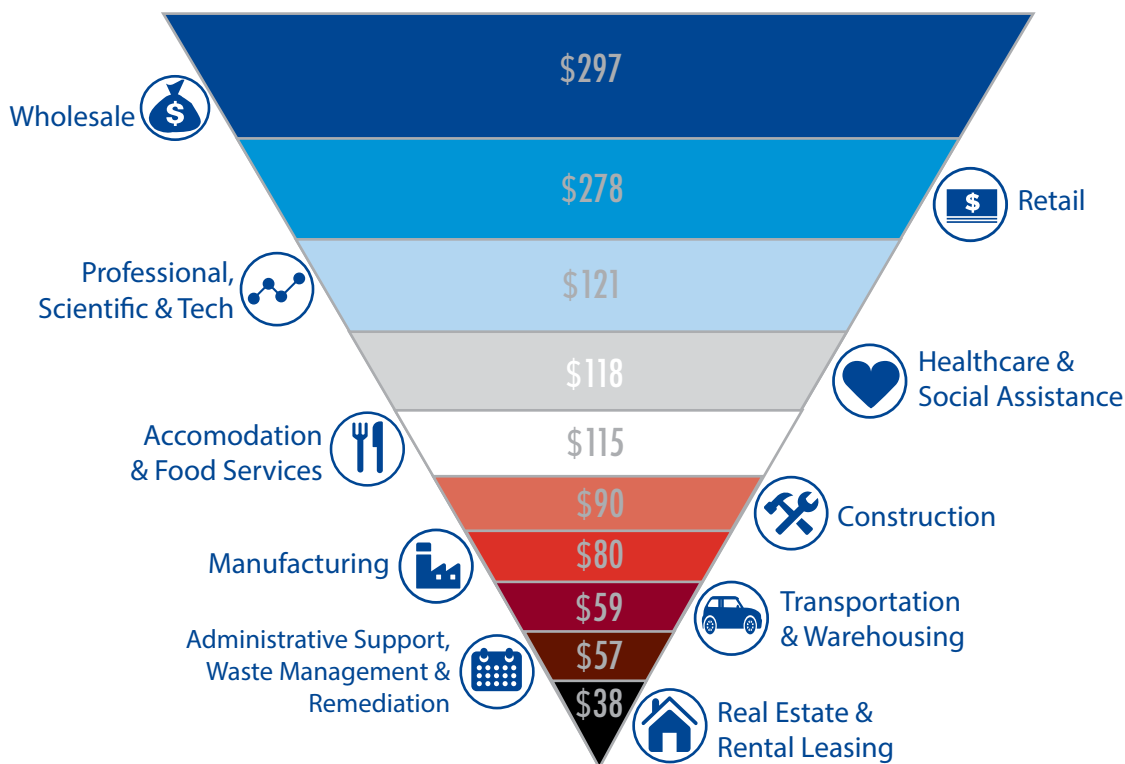 $297
Wholesale
$
$278
$
Retail
Professional,
Scientific & Tech
$121
$118
Healthcare &
Social Assistance
Accomodation
& Food Services
$115
$90
Construction
Manufacturing
$80
$59
Transportation
& Warehousing
Administrative Support,
Waste Management &
Remediation
$57
$38
Real Estate &
Rental Leasing